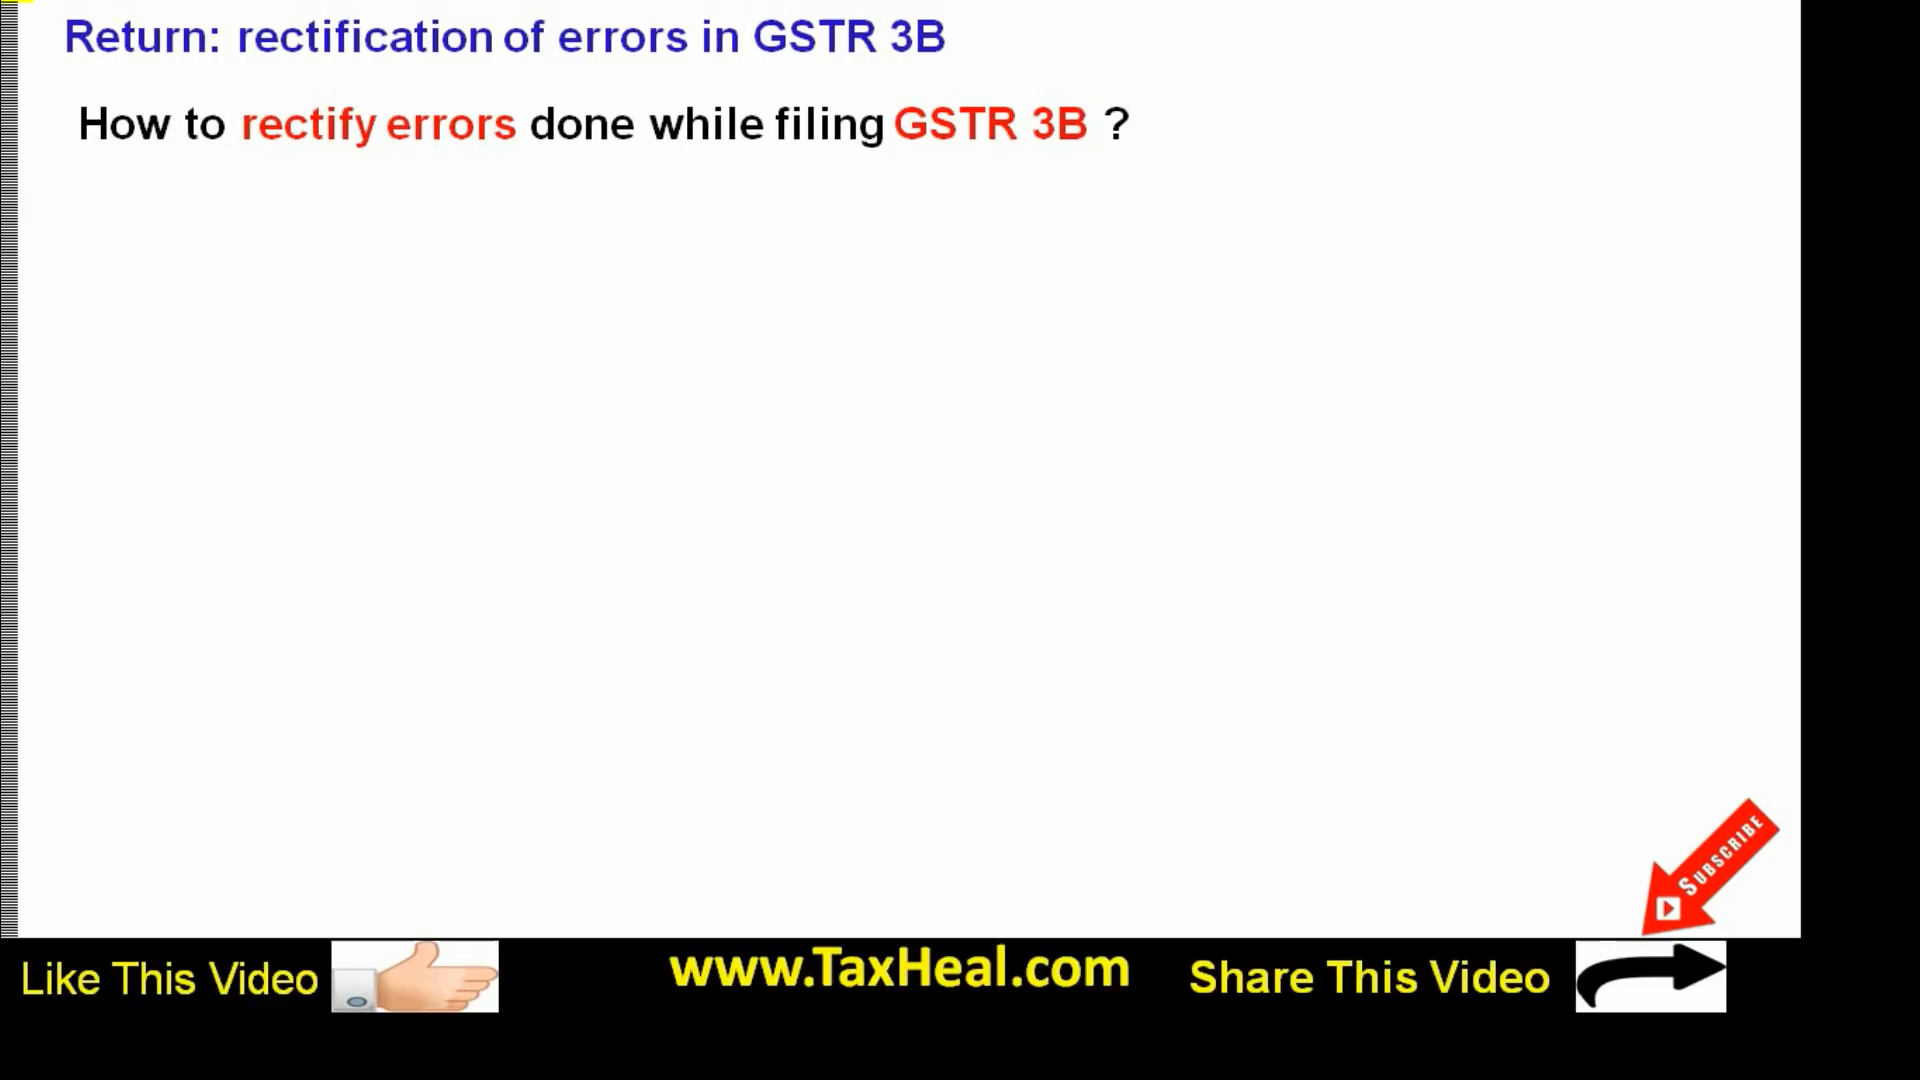 Return: rectification of errors in GSTR 3B
How to rectify errors done while filing GSTR 3B ?
SUBSCRIBE
Like This Video
www.TaxHeal.com
Share This Video